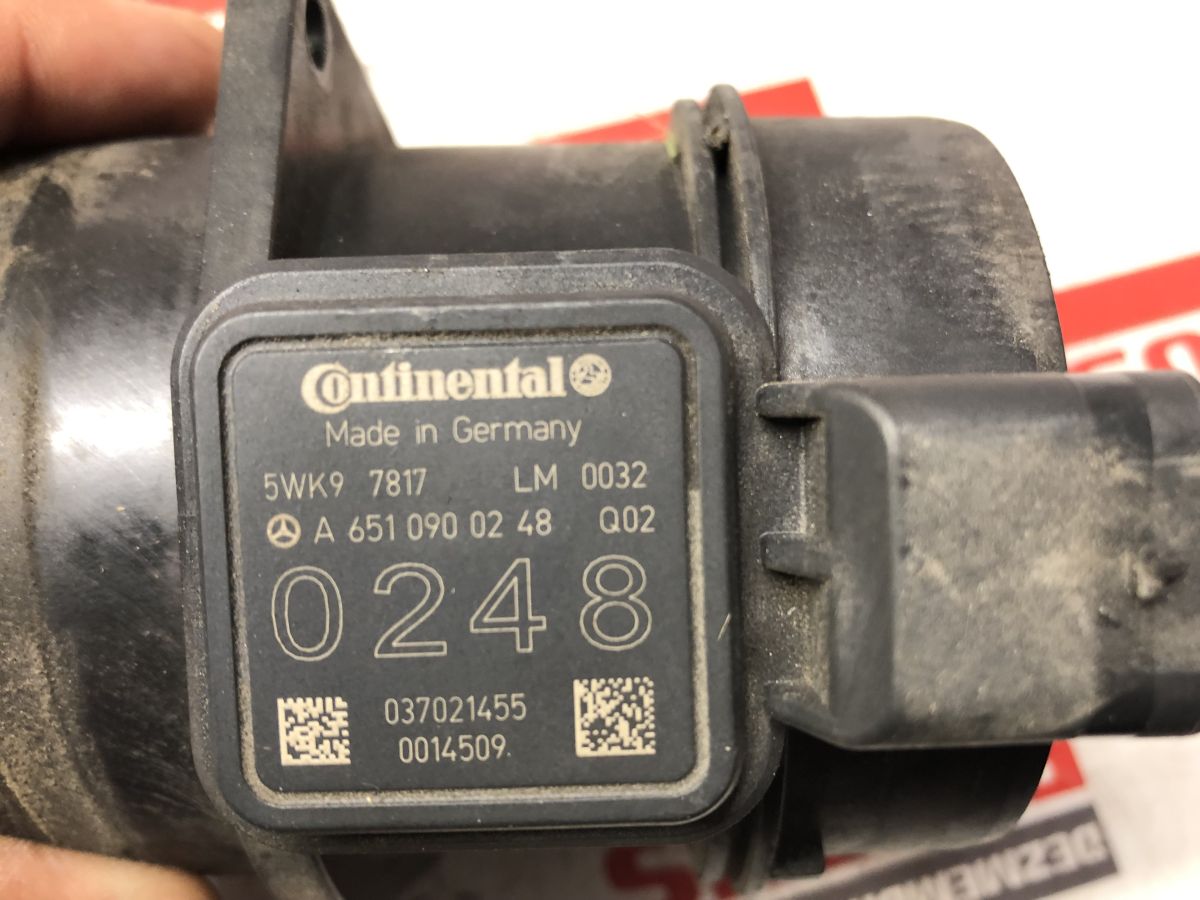 Continental
Made in Germany
5WK9 7817 LM 0032
A 651 090 02 48 Q02
0248
037021455
0014509